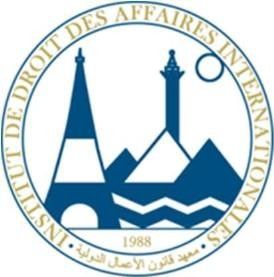 INSTITUT DE DROIT DES AFFAIRES INTERNATIONALES
1988
معهد قانون الأعمال الدولية